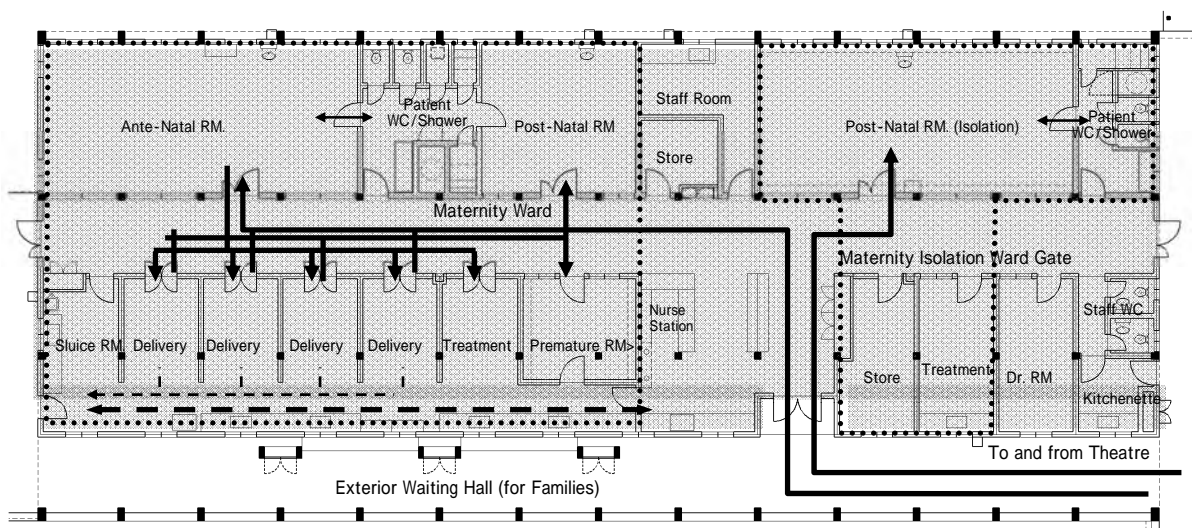 Ante-Natal RM.
Patient
WC/Shower
Post-Natal RM
Staff Room
Store
Post-Natal RM. (Isolation)
Patient
WC/Shower
Maternity Ward
Maternity Isolation Ward Gate
Nurse
Station
Staff WC
Sluice RM
Delivery
Delivery
Delivery
Delivery
Treatment
Premature RM>
Store
Treatment
Dr. RM
Kitchenette
To and from Theatre
Exterior Waiting Hall (for Families)